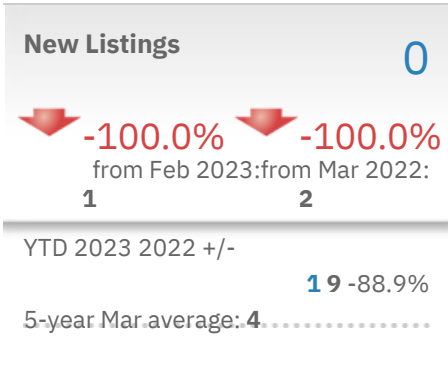 New Listings
0
-100.0% -100.0%
from Feb 2023:from Mar 2022:
1 2
YTD 2023 2022 +/-
1 9 -88.9%
5-year Mar average: 4